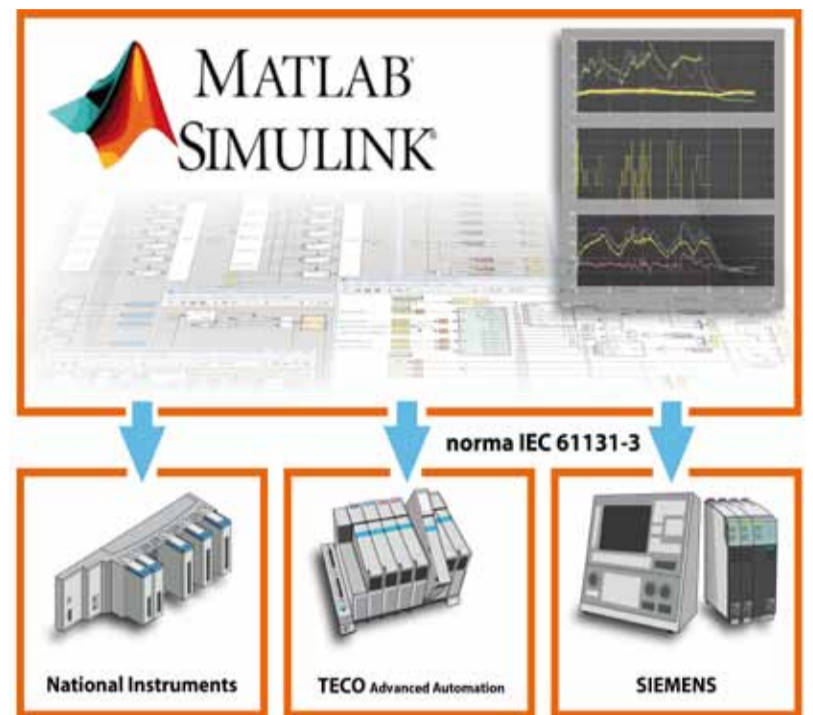 MATLAB®
SIMULINK®
norma IEC 61131-3
National Instruments
TECO Advanced Automation
SIEMENS